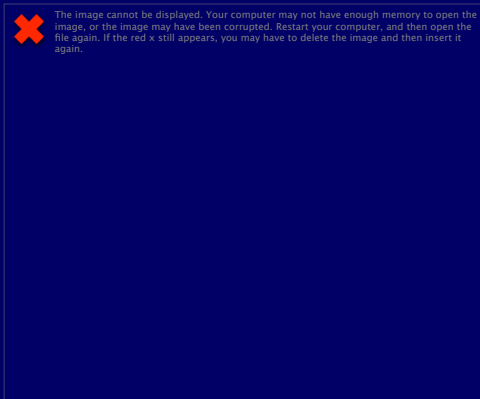 The image cannot be displayed. Your computer may not have enough memory to open the
image, or the image may have been corrupted. Restart your computer, and then open the
file again. If the red x still appears, you may have to delete the image and then insert it
again.